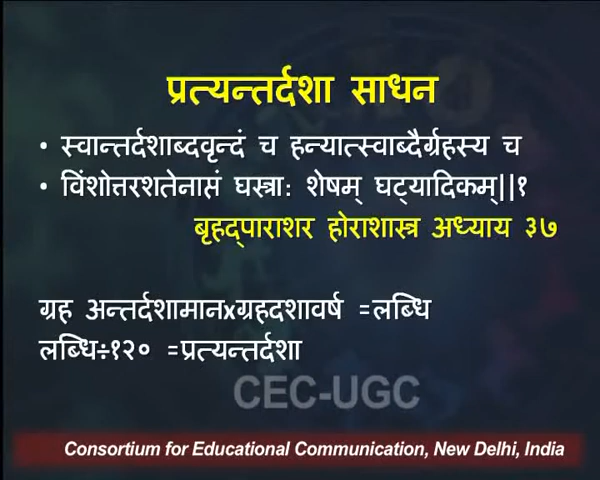 प्रत्यन्तर्दशा साधन
• स्वान्तर्दशाब्दवृन्दं च हन्यात्स्वाब्दैर्ग्रहस्य च
• विंशोत्तरशतेनाप्तं घस्त्राः शेषम् घट्यादिकम्||१
बृहद्पाराशर होराशास्त्र अध्याय ३७
ग्रह अन्तर्दशामानxग्रहदशावर्ष =लब्धि
लब्धि÷१२० =प्रत्यन्तर्दशा
CEC-UGC
Consortium for Educational Communication, New Delhi, India